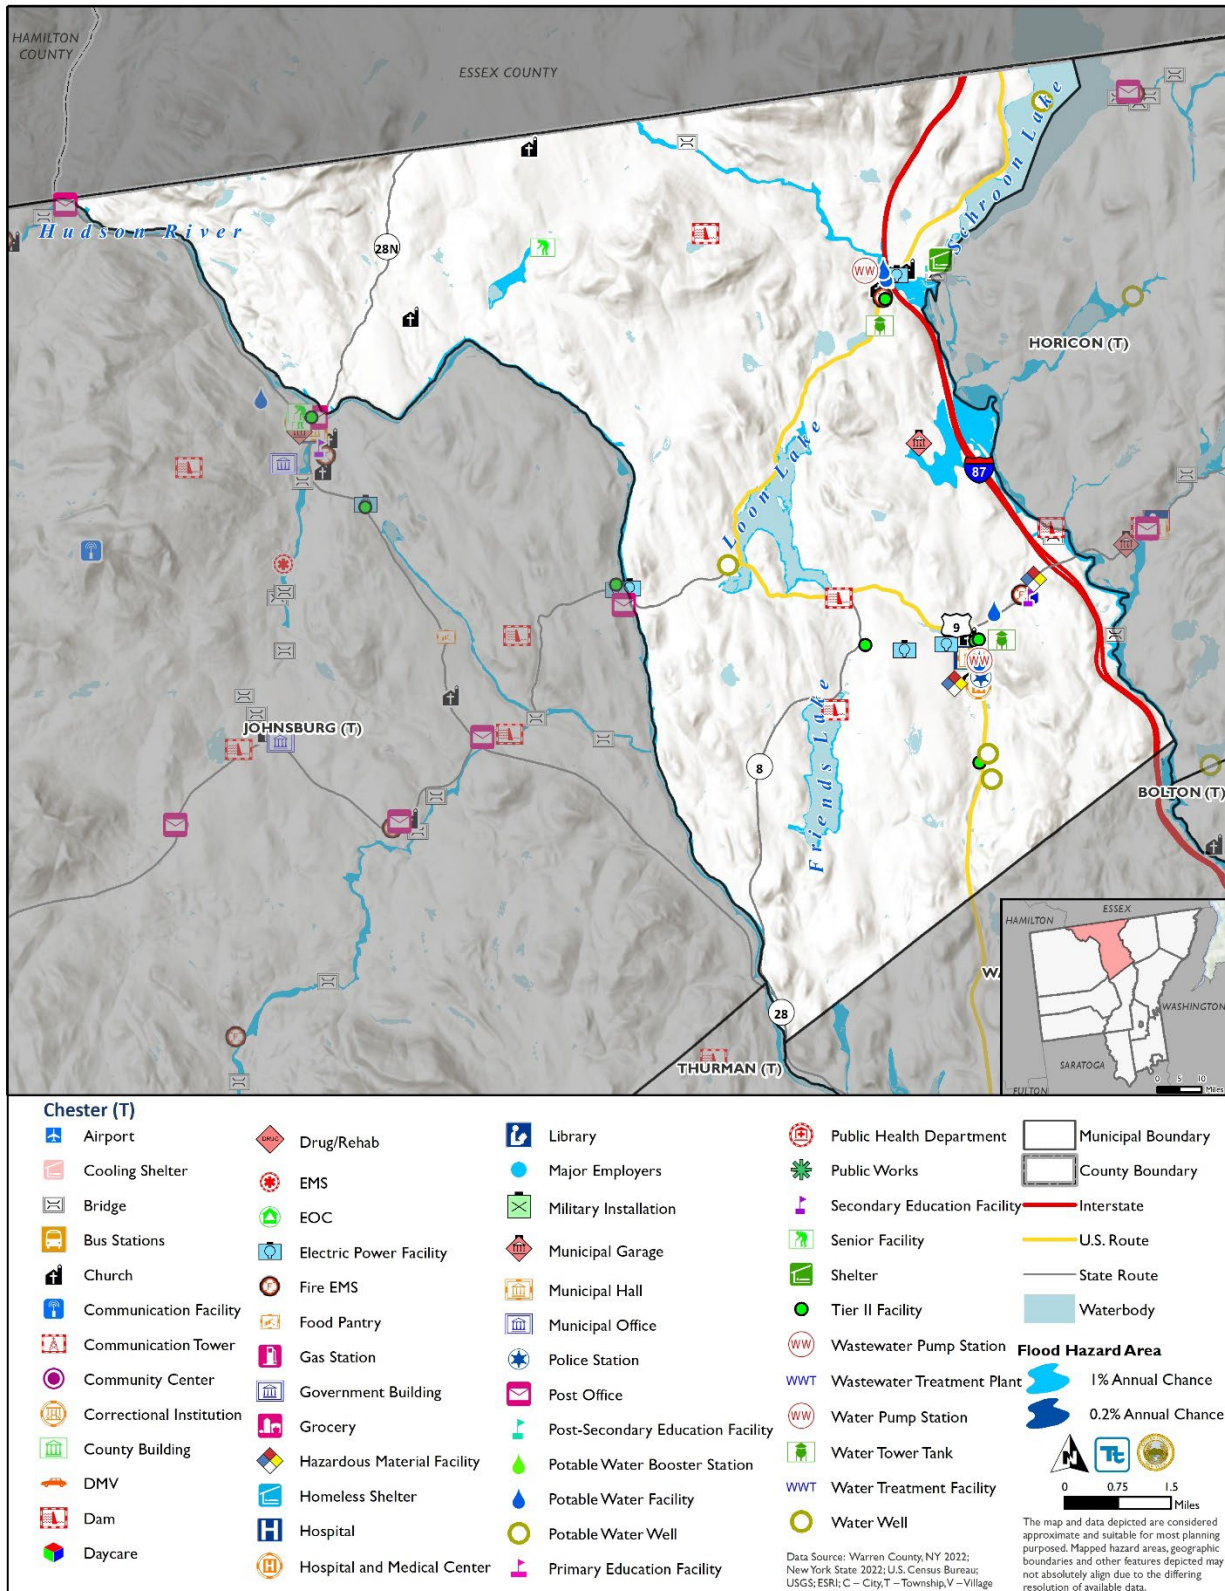 HAMILTON
COUNTY
ESSEX COUNTY
Schroon Lake
Hudson River
28N
HORICON (T)
87
Loon Lake
9
JOHNSBURG (T)
8
Friends Lake
BOLTON (T)
28
THURMAN (T)
WA
HAMILTON
ESSEX
WASHINGTON
SARATOGA
FULTON
0 5 10
Miles
WW
WW
F
F
Chester (T)
Airport
Cooling Shelter
Bridge
Bus Stations
Church
Communication Facility
Communication Tower
Community Center
Correctional Institution
County Building
DMV
Dam
Daycare
DRUG
Drug/Rehab
EMS
EOC
Electric Power Facility
F
Fire EMS
Food Pantry
Gas Station
Government Building
Grocery
Hazardous Material Facility
Homeless Shelter
H
Hospital
H
Hospital and Medical Center
Library
Major Employers
Military Installation
Municipal Garage
Municipal Hall
Municipal Office
Police Station
Post Office
Post-Secondary Education Facility
Potable Water Booster Station
Potable Water Facility
Potable Water Well
Primary Education Facility
Public Health Department
Public Works
Secondary Education Facility
Senior Facility
Shelter
Tier II Facility
WW
Wastewater Pump Station
WWT
Wastewater Treatment Plant
WW
Water Pump Station
Water Tower Tank
WWT
Water Treatment Facility
Water Well
Data Source: Warren County, NY 2022;
New York State 2022; U.S. Census Bureau;
USGS; ESRI; C – City, T – Township, V – Village
Municipal Boundary
County Boundary
Interstate
U.S. Route
State Route
Waterbody
Flood Hazard Area
1% Annual Chance
0.2% Annual Chance
N
Tt
0 0.75 1.5
Miles
The map and data depicted are considered
approximate and suitable for most planning
purposed. Mapped hazard areas, geographic
boundaries and other features depicted may
not absolutely align due to the differing
resolution of available data.